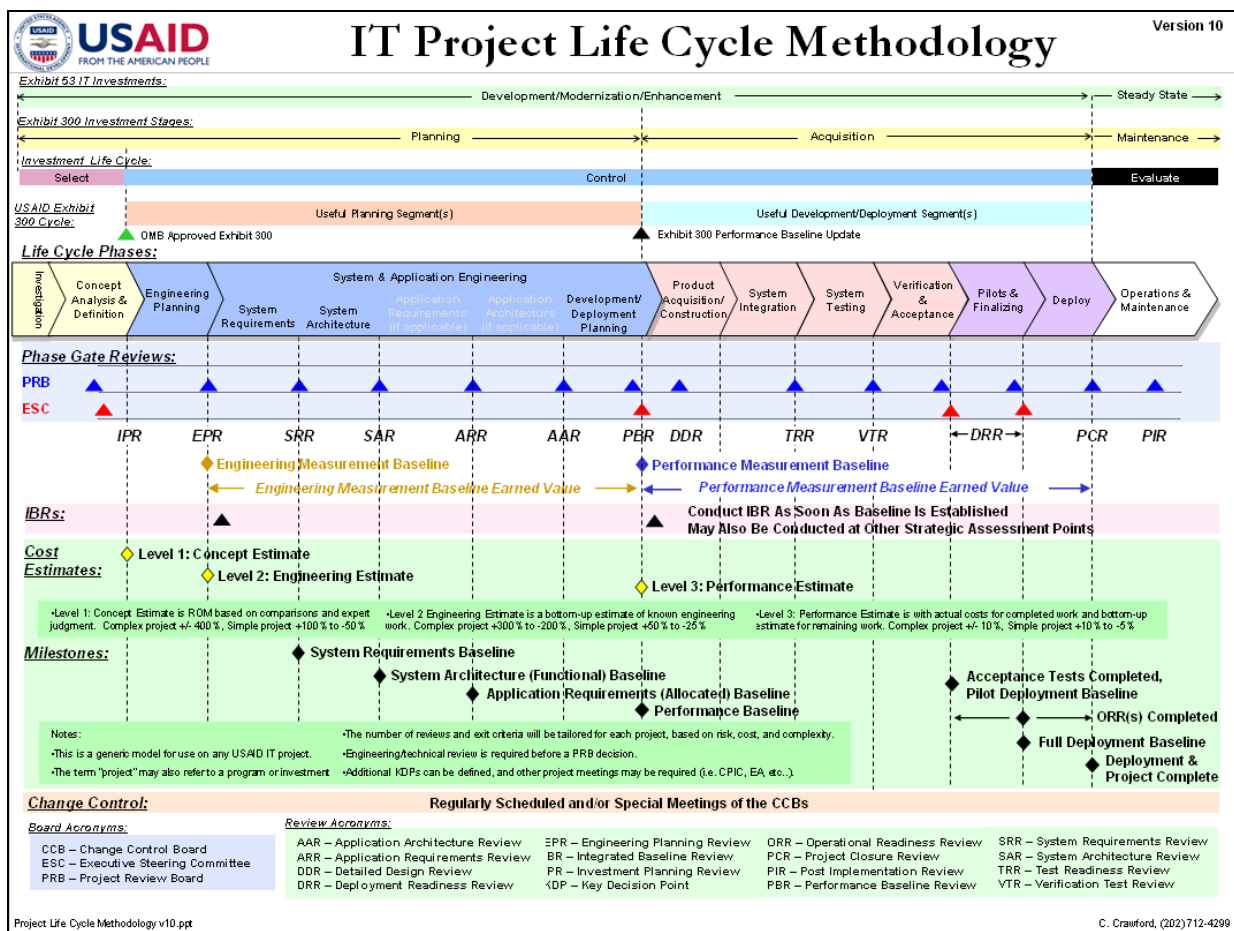 USAID
FROM THE AMERICAN PEOPLE
IT Project Life Cycle Methodology
Version 10
Exhibit 53 IT Investments:
Development/Modernization/Enhancement
Steady State
Exhibit 300 Investment Stages:
Planning
Acquisition
Maintenance
Investment Life Cycle:
Select
Control
Evaluate
USAID Exhibit
300 Cycle:
Useful Planning Segment(s)
Useful Development/Deployment Segment(s)
OMB Approved Exhibit 300
Exhibit 300 Performance Baseline Update
Life Cycle Phases:
Investigation
Concept
Analysis &
Definition
Engineering
Planning
System & Application Engineering
System
Requirements
System
Architecture
Application
Requirements
(if applicable)
Application
Architecture
(if applicable)
Development/
Deployment
Planning
Product
Acquisition/
Construction
System
Integration
System
Testing
Verification
&
Acceptance
Pilots &
Finalizing
Deploy
Operations &
Maintenance
Phase Gate Reviews:
PRB
ESC
IPR
EPR
SRR
SAR
ARR
AAR
PBR
DDR
TRR
VTR
DRR
PCR
PIR
Engineering Measurement Baseline
Performance Measurement Baseline
Engineering Measurement Baseline Earned Value
Performance Measurement Baseline Earned Value
IBRs:
Conduct IBR As Soon As Baseline Is Established
May Also Be Conducted at Other Strategic Assessment Points
Cost
Estimates:
Level 1: Concept Estimate
Level 2: Engineering Estimate
Level 3: Performance Estimate
•Level 1: Concept Estimate is ROM based on comparisons and expert
judgment. Complex project +/- 400%, Simple project +100% to -50%
•Level 2 Engineering Estimate is a bottom-up estimate of known engineering
work. Complex project +300% to -200%, Simple project +50% to -25%
•Level 3: Performance Estimate is with actual costs for completed work and bottom-up
estimate for remaining work. Complex project +/- 10%, Simple project +10% to -5%
Milestones:
System Requirements Baseline
System Architecture (Functional) Baseline
Application Requirements (Allocated) Baseline
Performance Baseline
Acceptance Tests Completed,
Pilot Deployment Baseline
ORR(s) Completed
Full Deployment Baseline
Deployment &
Project Complete
Notes:
•This is a generic model for use on any USAID IT project.
•The term "project" may also refer to a program or investment
•The number of reviews and exit criteria will be tailored for each project, based on risk, cost, and complexity.
•Engineering/technical review is required before a PRB decision.
•Additional KDPs can be defined, and other project meetings may be required (i.e. CPIC, EA, etc..).
Change Control:
Regularly Scheduled and/or Special Meetings of the CCBs
Board Acronyms:
CCB – Change Control Board
ESC – Executive Steering Committee
PRB – Project Review Board
Review Acronyms:
AAR – Application Architecture Review
ARR – Application Requirements Review
DDR – Detailed Design Review
DRR – Deployment Readiness Review
EPR – Engineering Planning Review
BR – Integrated Baseline Review
PR – Investment Planning Review
KDP – Key Decision Point
ORR – Operational Readiness Review
PCR – Project Closure Review
PIR – Post Implementation Review
PBR – Performance Baseline Review
SRR – System Requirements Review
SAR – System Architecture Review
TRR – Test Readiness Review
VTR – Verification Test Review
Project Life Cycle Methodology v10.ppt
C. Crawford, (202) 712-4299